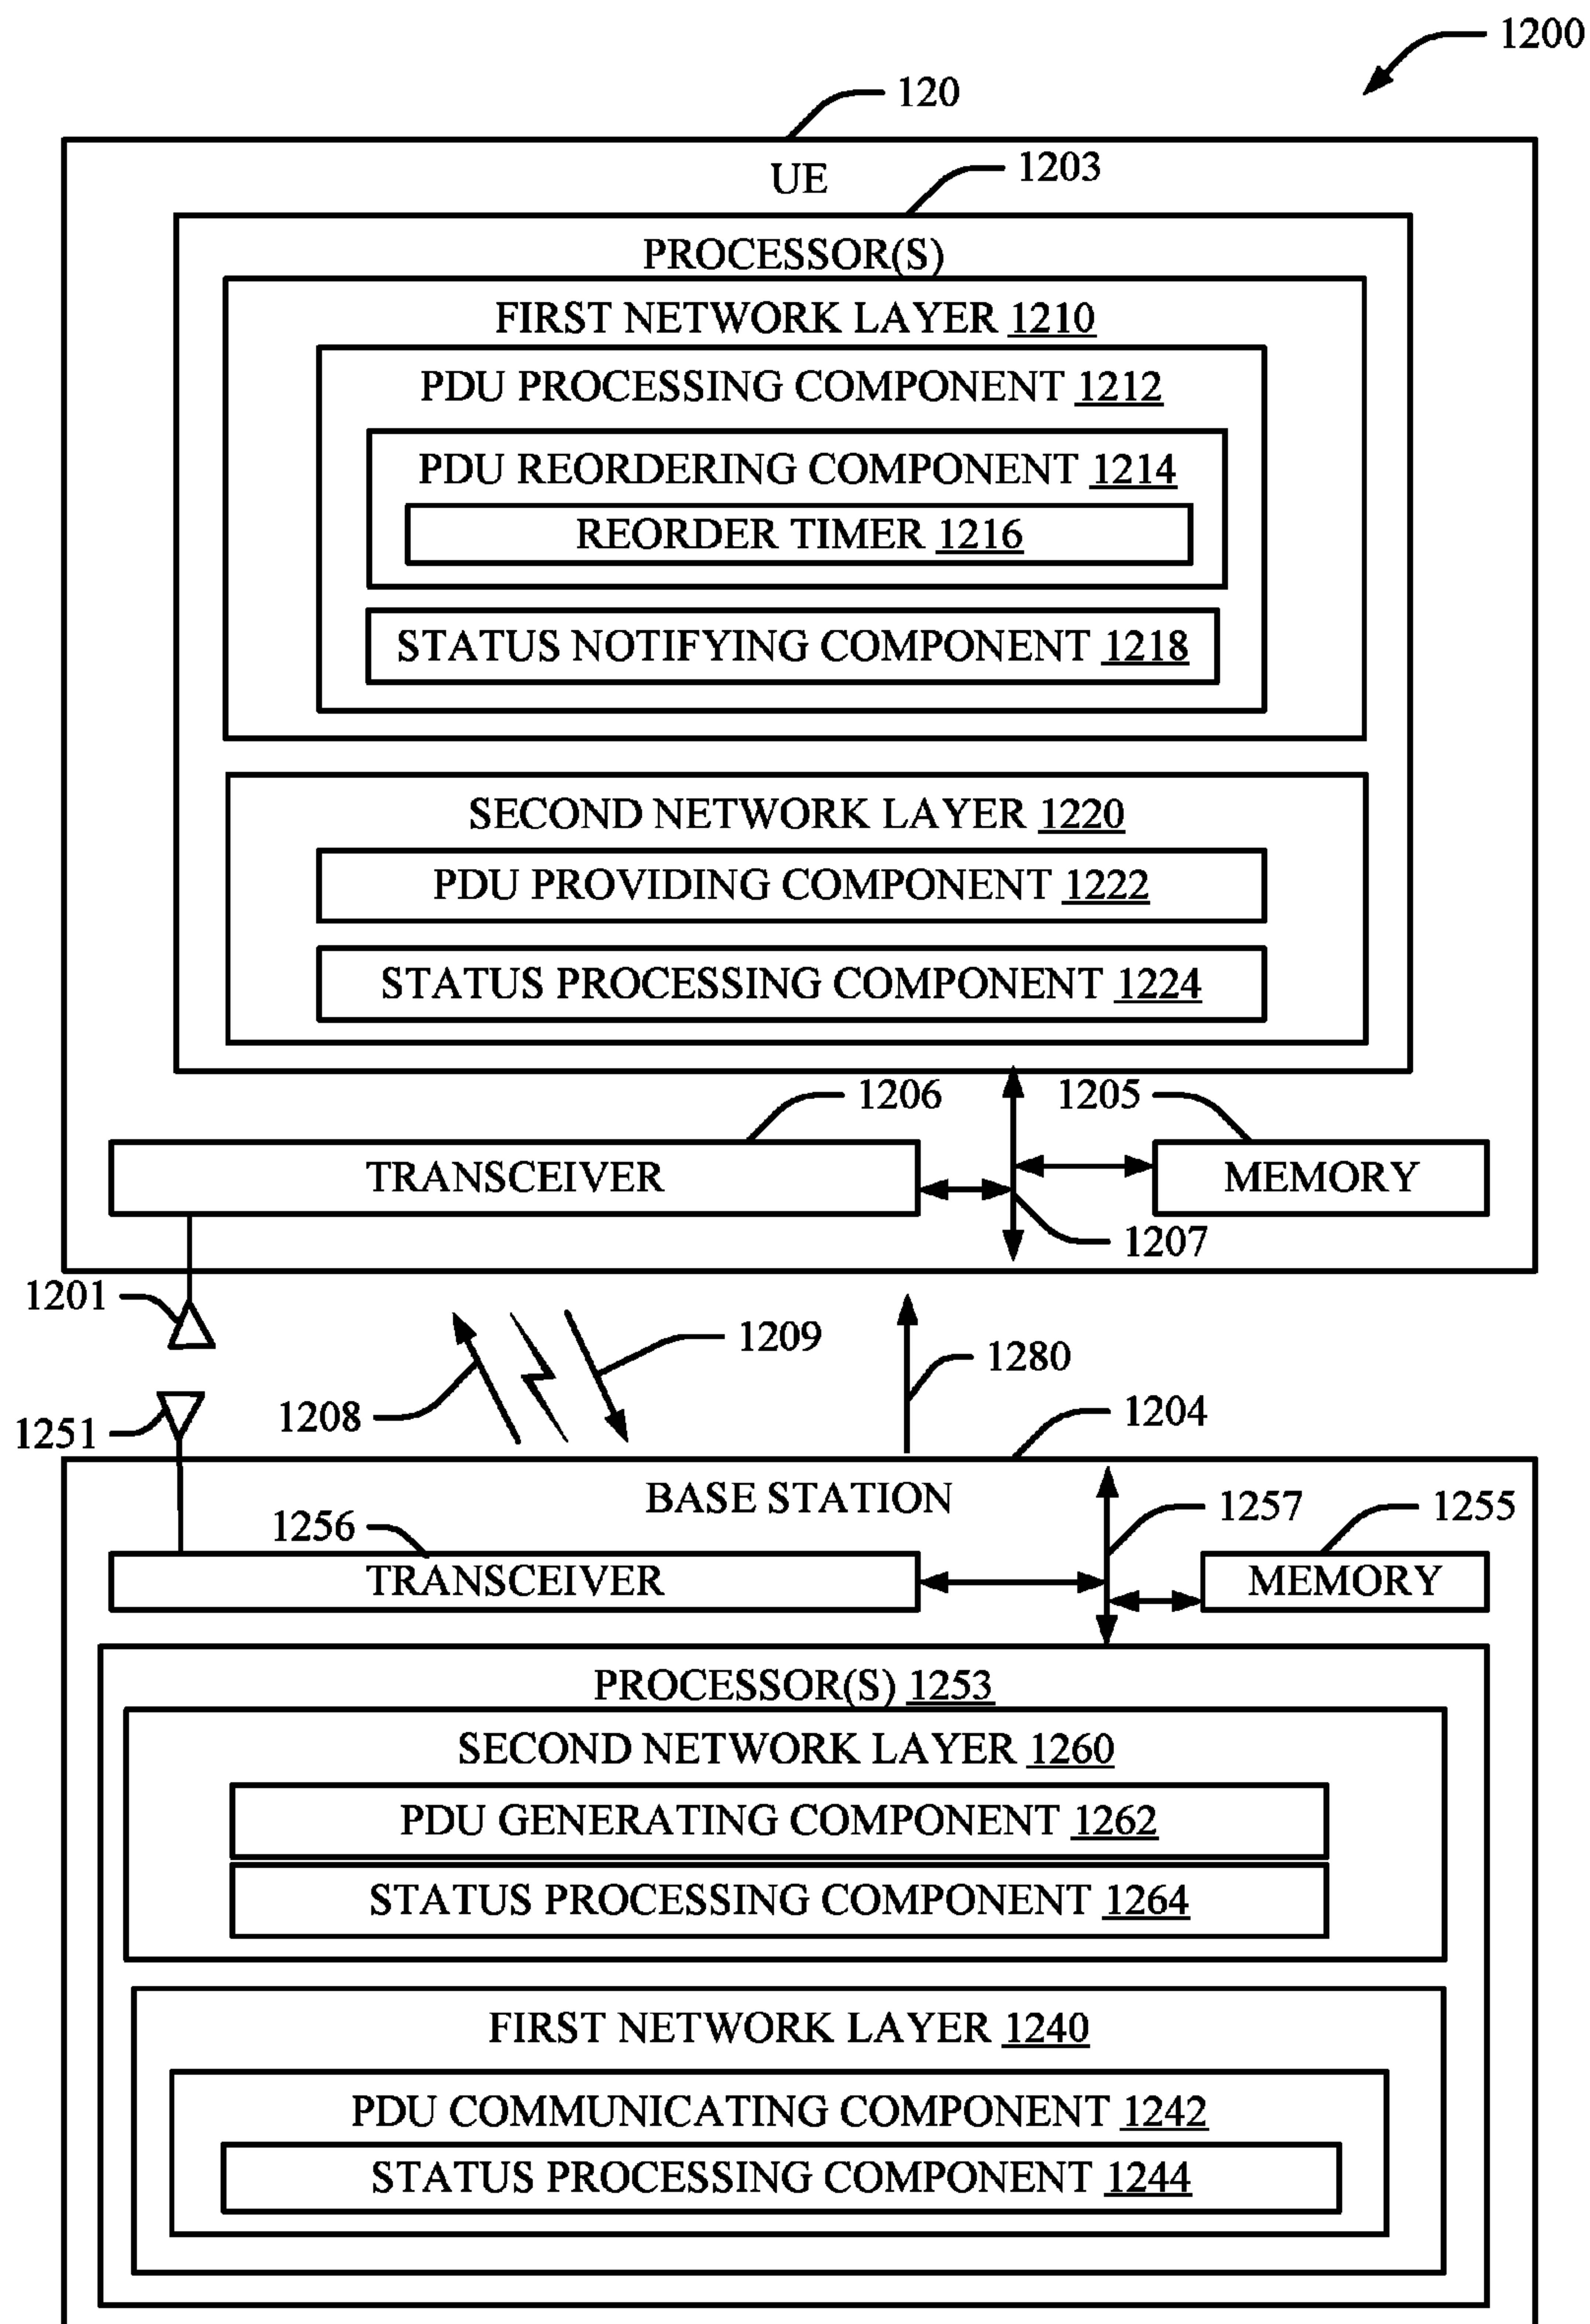 1200
120
UE
1203
PROCESSOR(S)
FIRST NETWORK LAYER 1210
PDU PROCESSING COMPONENT 1212
PDU REORDERING COMPONENT 1214
REORDER TIMER 1216
STATUS NOTIFYING COMPONENT 1218
SECOND NETWORK LAYER 1220
PDU PROVIDING COMPONENT 1222
STATUS PROCESSING COMPONENT 1224
1206
1205
TRANSCEIVER
MEMORY
1207
1201
1209
1280
1208
1204
1251
BASE STATION
1257
1255
1256
TRANSCEIVER
MEMORY
PROCESSOR(S) 1253
SECOND NETWORK LAYER 1260
PDU GENERATING COMPONENT 1262
STATUS PROCESSING COMPONENT 1264
FIRST NETWORK LAYER 1240
PDU COMMUNICATING COMPONENT 1242
STATUS PROCESSING COMPONENT 1244